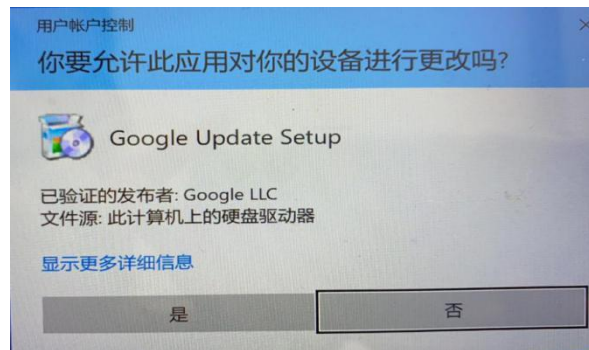 用户帐户控制
你要允许此应用对你的设备进行更改吗?
Google Update Setup
已验证的发布者: Google LLC
文件源: 此计算机上的硬盘驱动器
显示更多详细信息
是
否